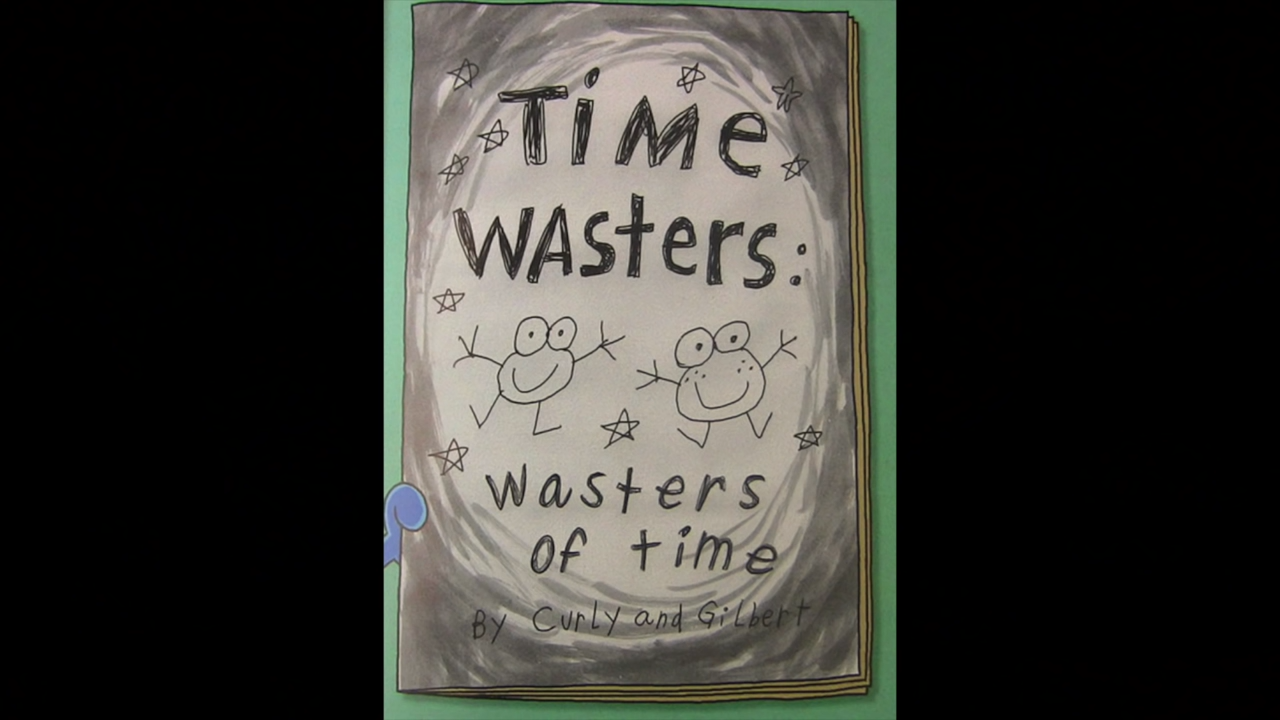 Time
WAsters:
wasters
of time
By Curly and Gilbert